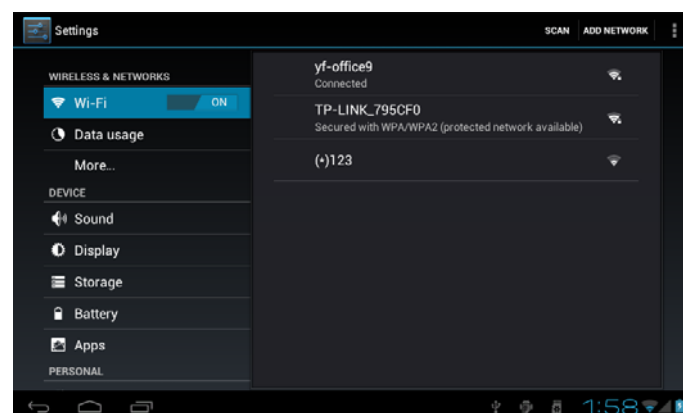 Settings
SCAN ADD NETWORK
WIRELESS & NETWORKS
Wi-Fi ON
Data usage
More...
DEVICE
Sound
Display
Storage
Battery
Apps
PERSONAL
yf-office9
Connected
TP-LINK_795CF0
Secured with WPA/WPA2 (protected network available)
(•)123
1:58